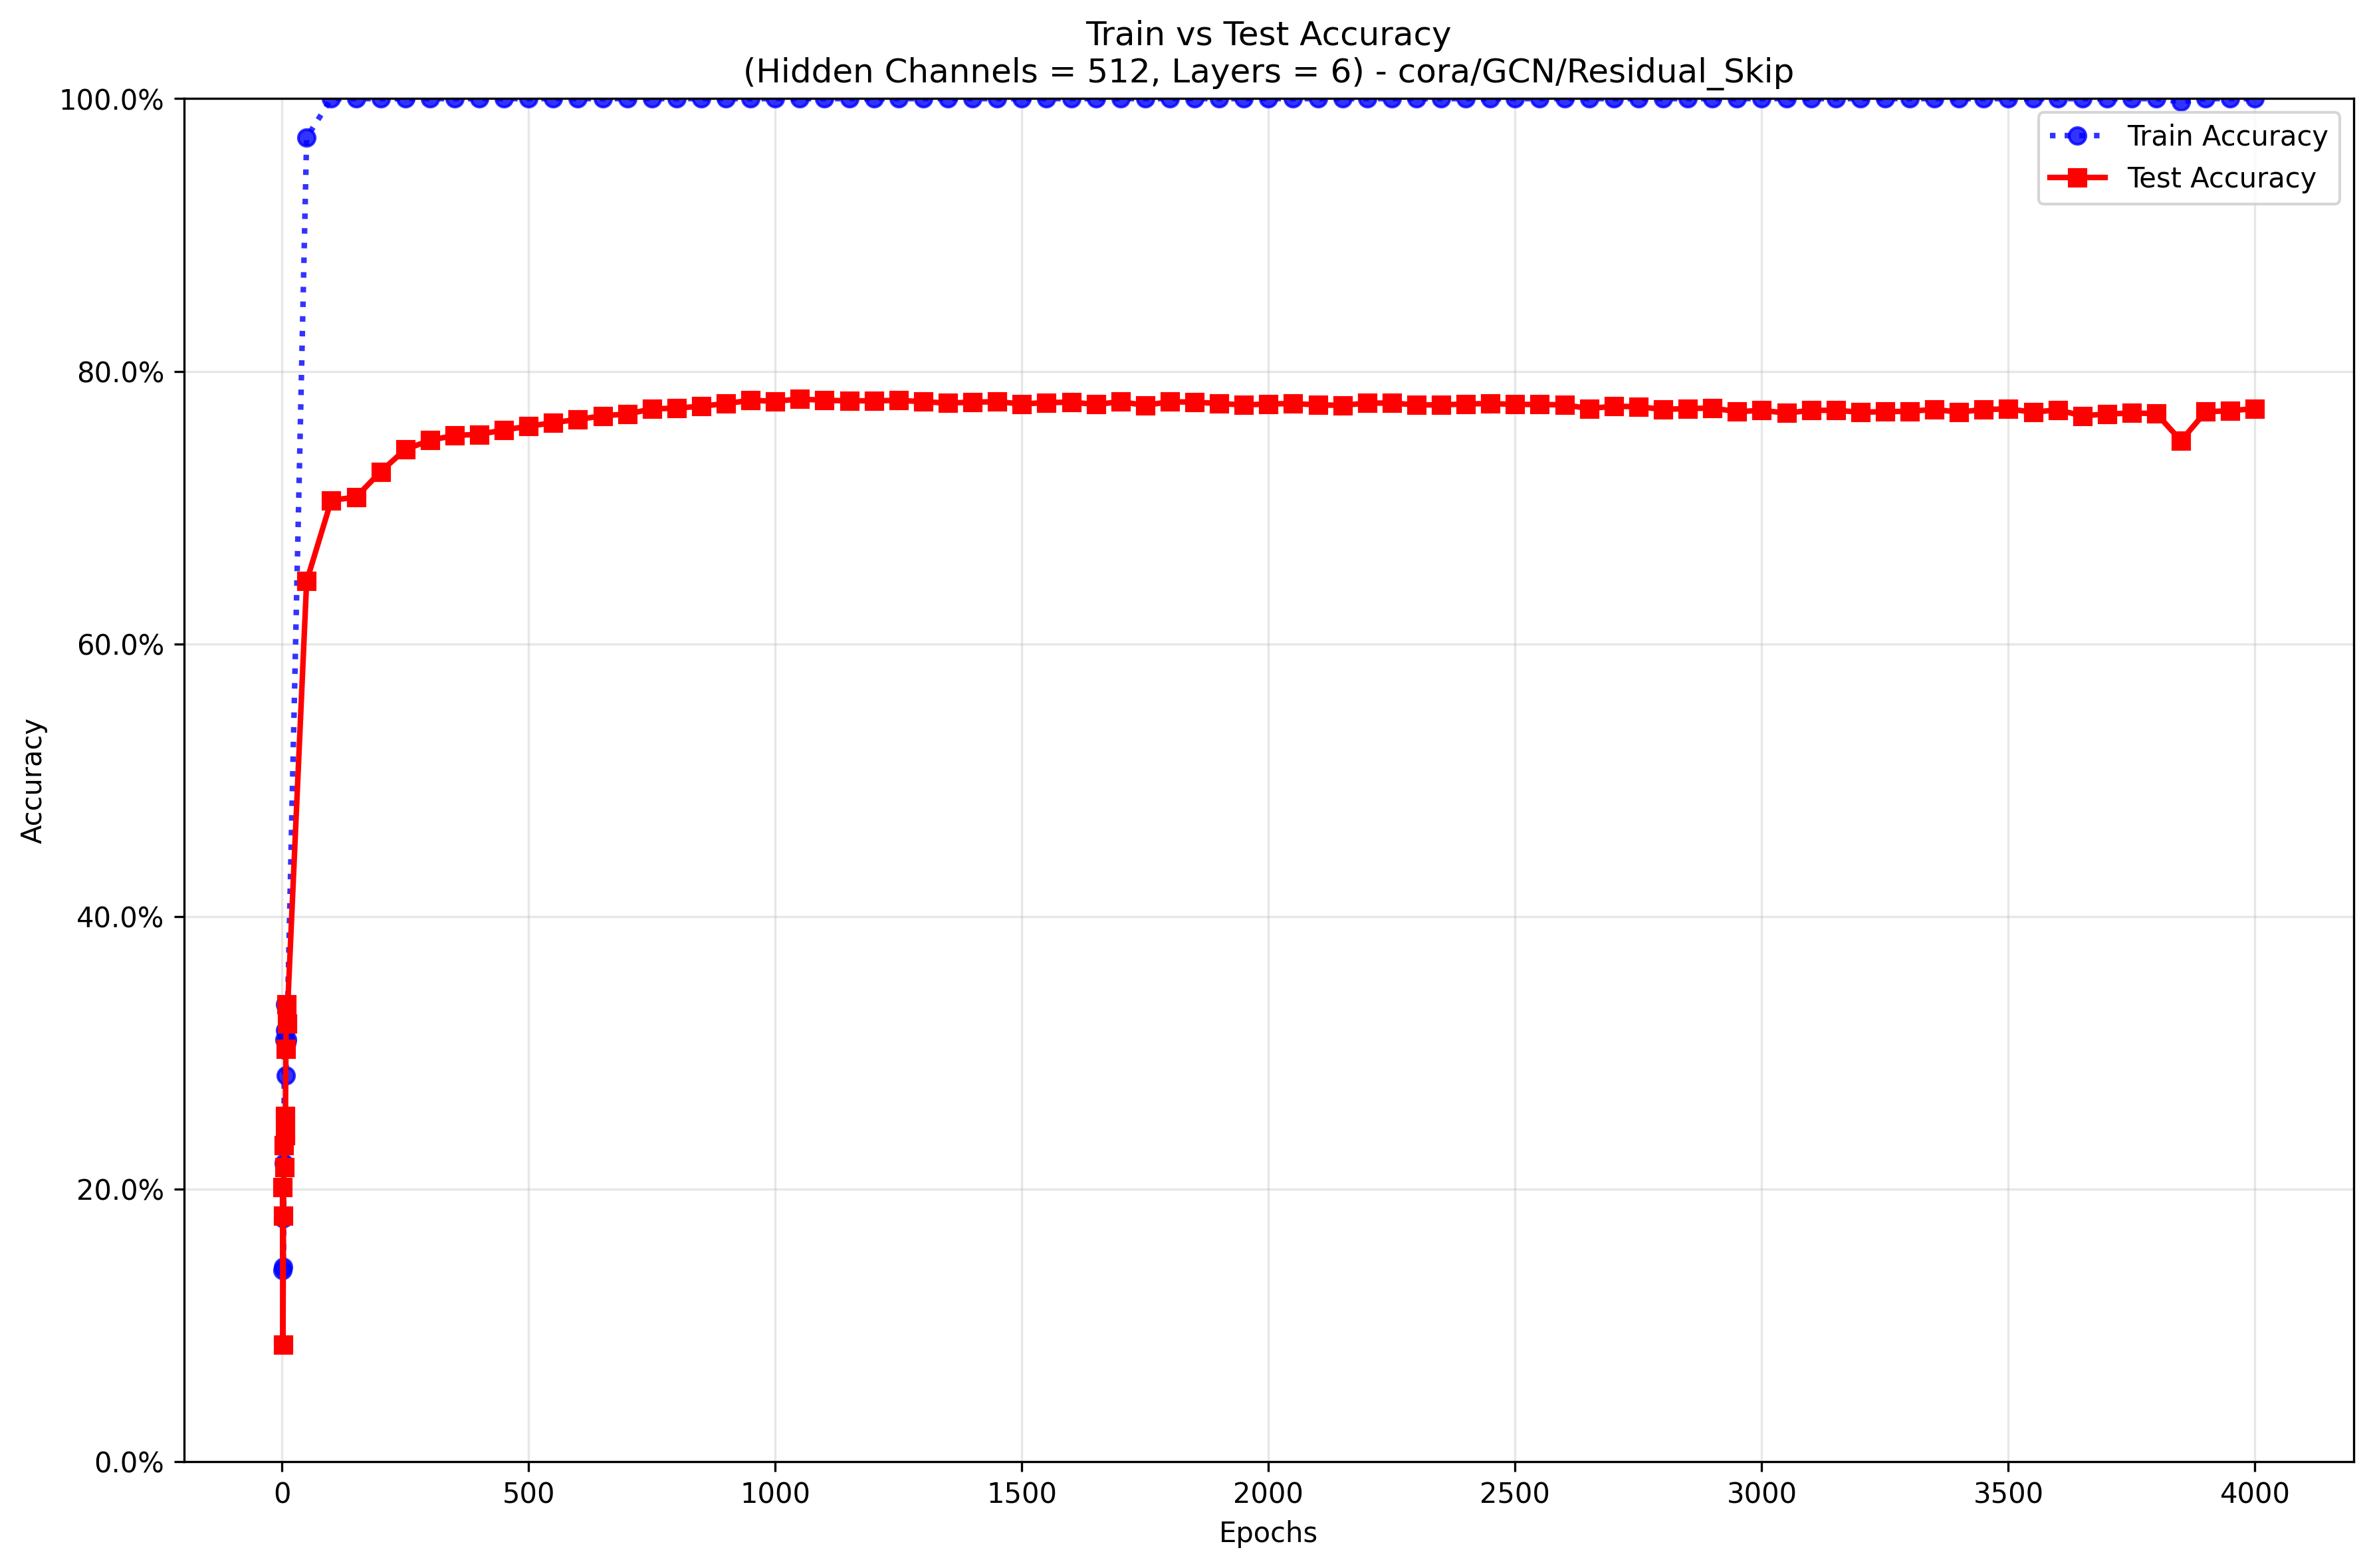 Train vs Test Accuracy
(Hidden Channels = 512, Layers = 6) - cora/GCN/Residual_Skip
100.0%
80.0%
60.0%
40.0%
20.0%
0.0%
Accuracy
Train Accuracy
Test Accuracy
0 500 1000 1500 2000 2500 3000 3500 4000
Epochs